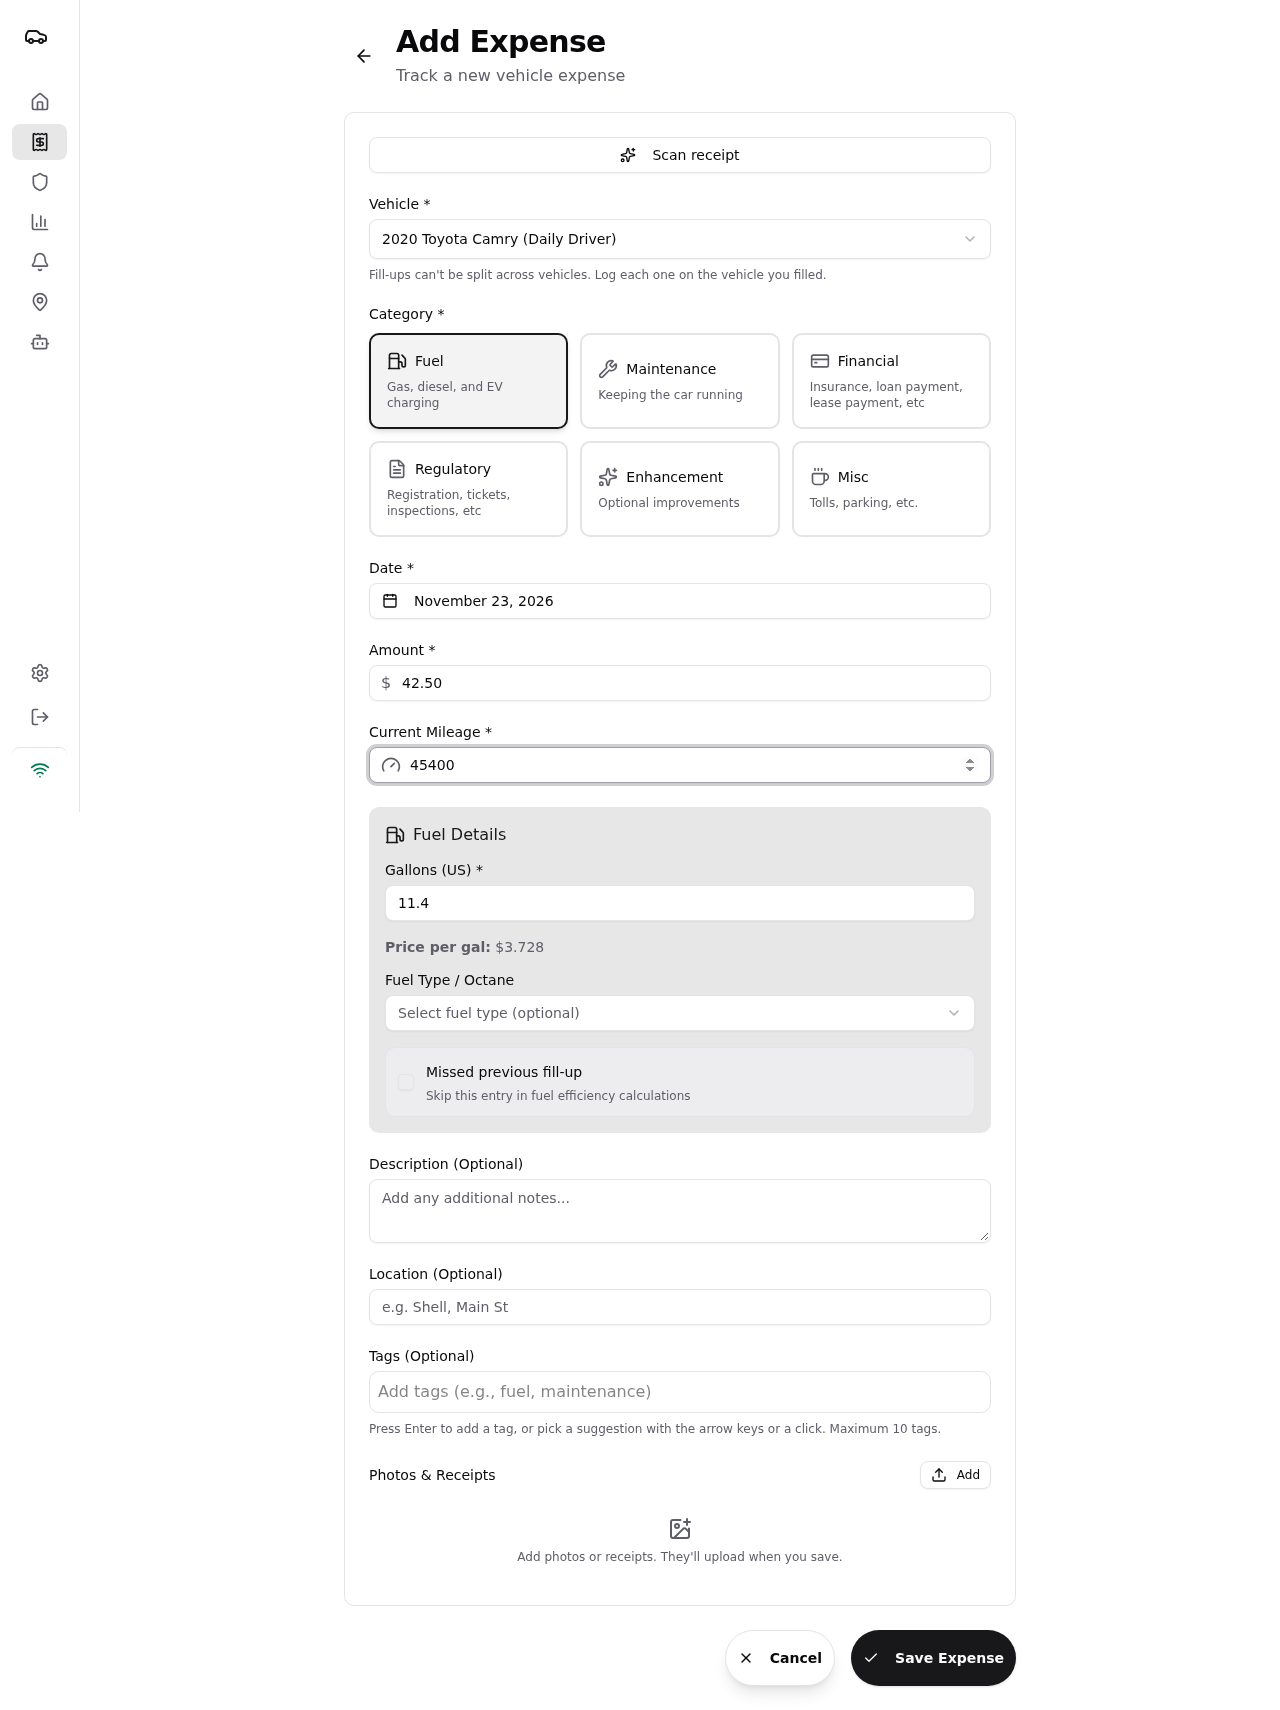 Add Expense
Track a new vehicle expense
Scan receipt
Vehicle *
2020 Toyota Camry (Daily Driver)
Fill-ups can't be split across vehicles. Log each one on the vehicle you filled.
Category *
Fuel
Gas, diesel, and EV
charging
Maintenance
Keeping the car running
Financial
Insurance, loan payment,
lease payment, etc
Regulatory
Registration, tickets,
inspections, etc
Enhancement
Optional improvements
Misc
Tolls, parking, etc.
Date *
November 23, 2026
Amount *
$ 42.50
Current Mileage *
45400
Fuel Details
Gallons (US) *
11.4
Price per gal: $3.728
Fuel Type / Octane
Select fuel type (optional)
Missed previous fill-up
Skip this entry in fuel efficiency calculations
Description (Optional)
Add any additional notes...
Location (Optional)
e.g. Shell, Main St
Tags (Optional)
Add tags (e.g., fuel, maintenance)
Press Enter to add a tag, or pick a suggestion with the arrow keys or a click. Maximum 10 tags.
Photos & Receipts
Add
Add photos or receipts. They'll upload when you save.
Cancel
Save Expense